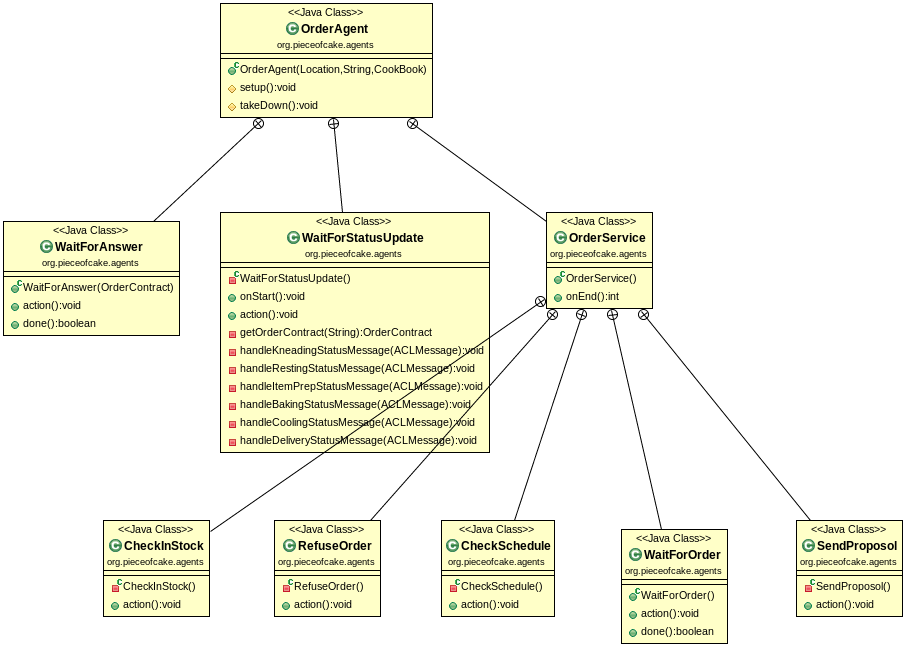 <<Java Class>>
OrderAgent
org.pieceofcake.agents
OrderAgent(Location,String,CookBook)
setup():void
takeDown():void
<<Java Class>>
WaitForAnswer
org.pieceofcake.agents
WaitForAnswer(OrderContract)
action():void
done():boolean
<<Java Class>>
WaitForStatusUpdate
org.pieceofcake.agents
WaitForStatusUpdate()
onStart():void
action():void
getOrderContract(String):OrderContract
handleKneadingStatusMessage(ACLMessage):void
handleRestingStatusMessage(ACLMessage):void
handleItemPrepStatusMessage(ACLMessage):void
handleBakingStatusMessage(ACLMessage):void
handleCoolingStatusMessage(ACLMessage):void
handleDeliveryStatusMessage(ACLMessage):void
<<Java Class>>
OrderService
org.pieceofcake.agents
OrderService()
onEnd():int
<<Java Class>>
CheckInStock
org.pieceofcake.agents
CheckInStock()
action():void
<<Java Class>>
RefuseOrder
org.pieceofcake.agents
RefuseOrder()
action():void
<<Java Class>>
CheckSchedule
org.pieceofcake.agents
CheckSchedule()
action():void
<<Java Class>>
WaitForOrder
org.pieceofcake.agents
WaitForOrder()
action():void
done():boolean
<<Java Class>>
SendProposol
org.pieceofcake.agents
SendProposol()
action():void